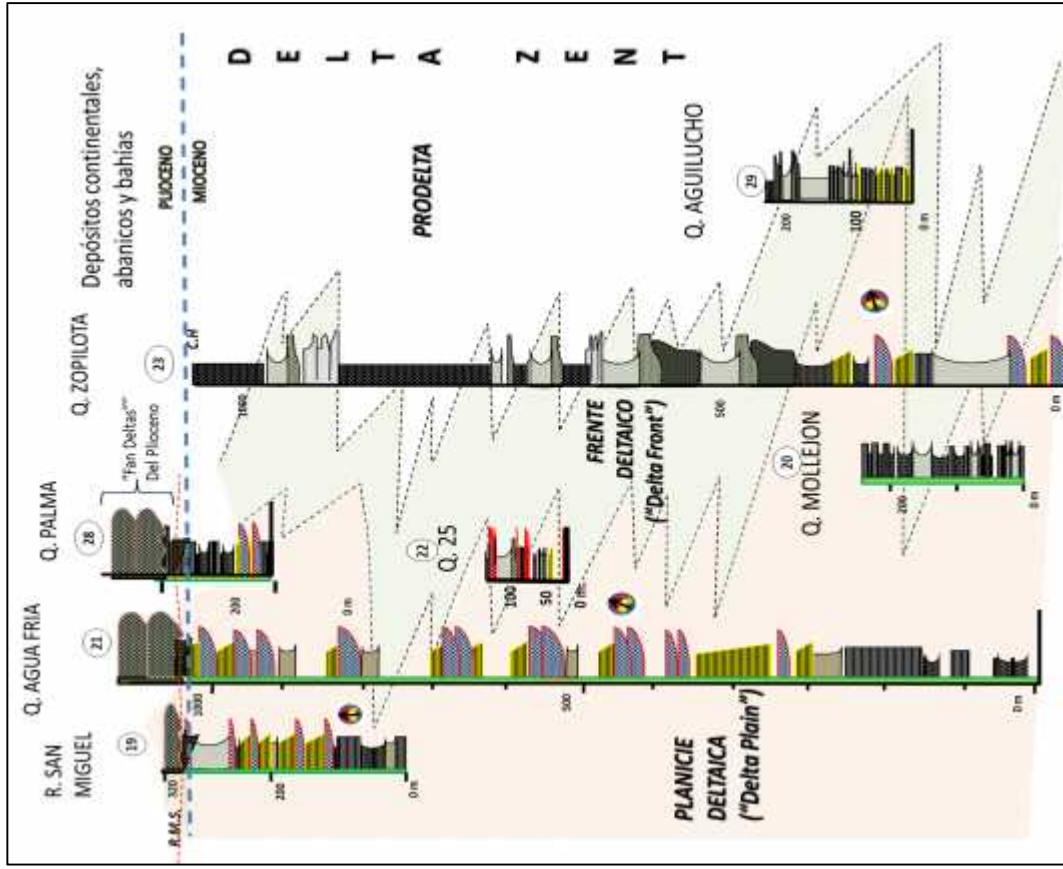 Depósitos continentales,
abanicos y bahías
PLIOCENO
MIOCENO
D E L T A Z E N T
R. SAN
MIGUEL
19
320
R.M.S.
200
0 m
Q. AGUA FRIA
21
1000
500
0 m
Q. PALMA
28
"Fan Deltas""
Del Plioceno
200
0 m
Q. 25
22
100
50
0 m.
Q. ZOPILOTA
23
C.H
1060
500
0 m
Q. MOLLEJON
20
200
0 m
Q. AGUILUCHO
29
200
100
0 m
PRODELTA
FRENTE
DELTAICO
("Delta Front")
PLANICIE
DELTAICA
("Delta Plain")